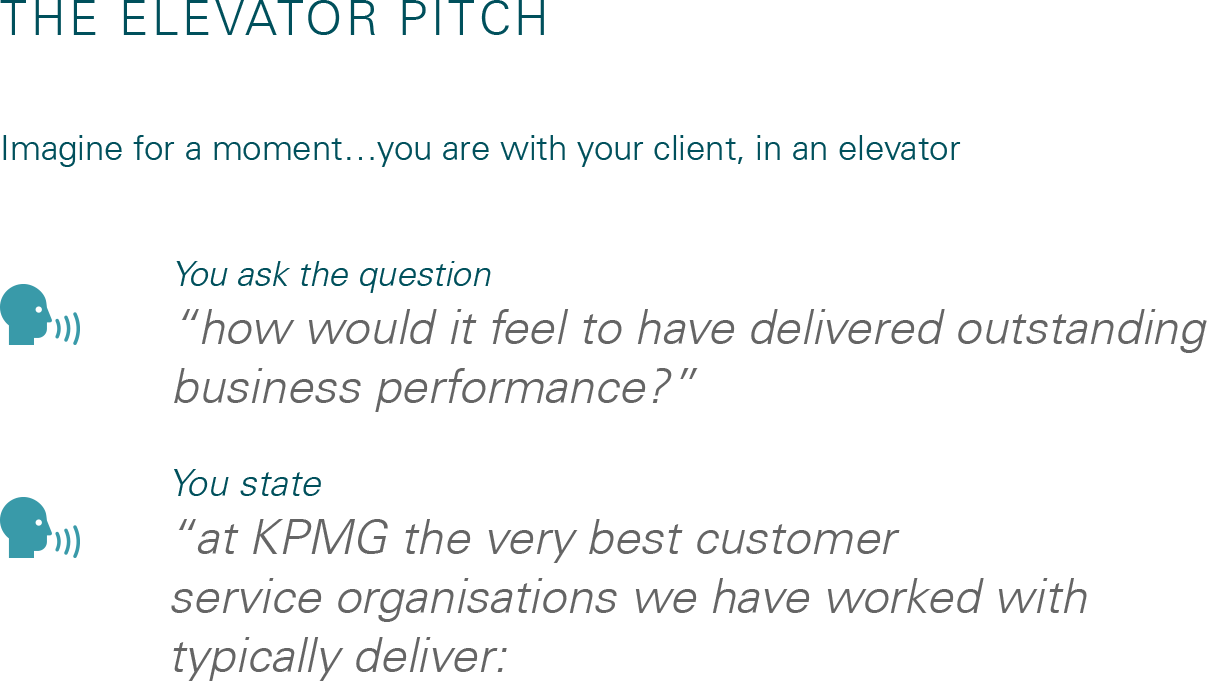 THE ELEVATOR PITCH
Imagine for a moment…you are with your client, in an elevator
You ask the question
“how would it feel to have delivered outstanding
business performance?”
You state
“at KPMG the very best customer
service organisations we have worked with
typically deliver: